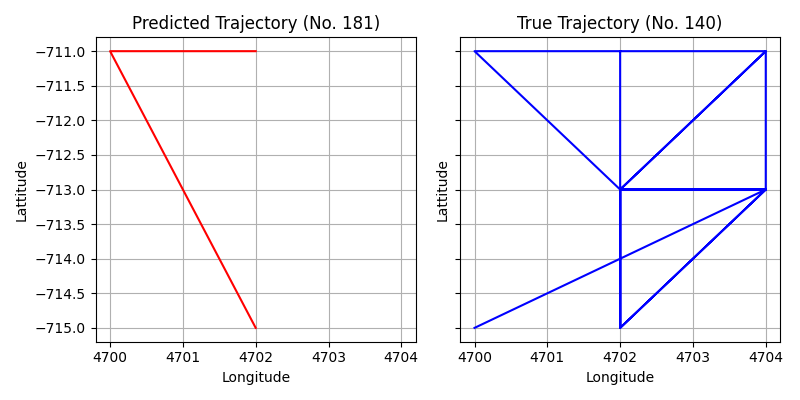 Predicted Trajectory (No. 181)
True Trajectory (No. 140)
Lattitude
−711.0
−711.5
−712.0
−712.5
−713.0
−713.5
−714.0
−714.5
−715.0
4700 4701 4702 4703 4704
Longitude
Lattitude
4700 4701 4702 4703 4704
Longitude